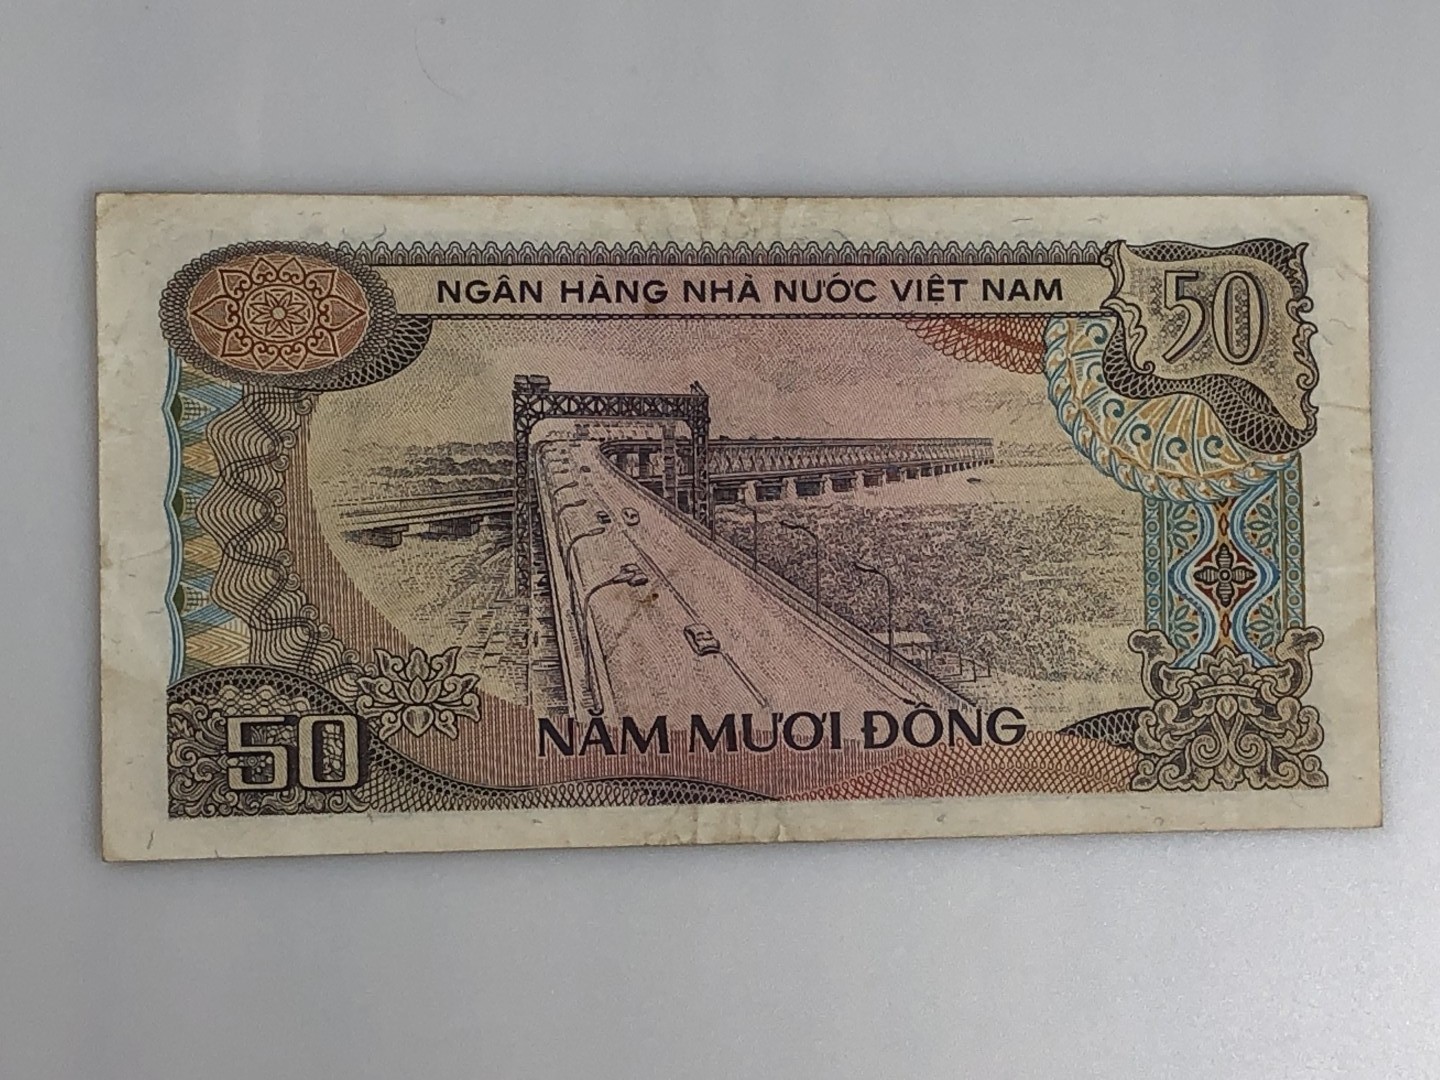 NGÂN HÀNG NHÀ NƯỚC VIỆT NAM
50
50
NĂM MƯƠI ĐỒNG